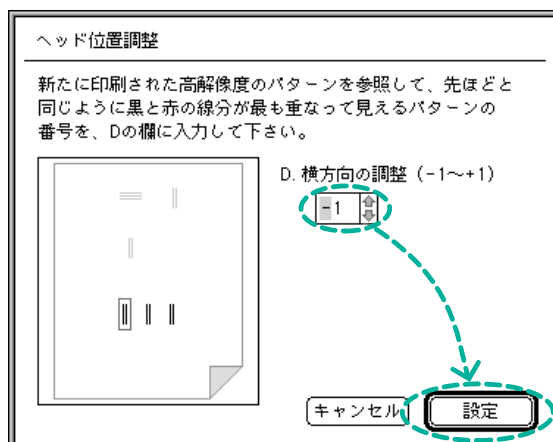 ヘッド位置調整
新たに印刷された高解像度のパターンを参照して、先ほどと
同じように黒と赤の線分が最も重なって見えるパターンの
番号を、Dの欄に入力して下さい。
D. 横方向の調整（-1～+1）
-1
キャンセル
設定